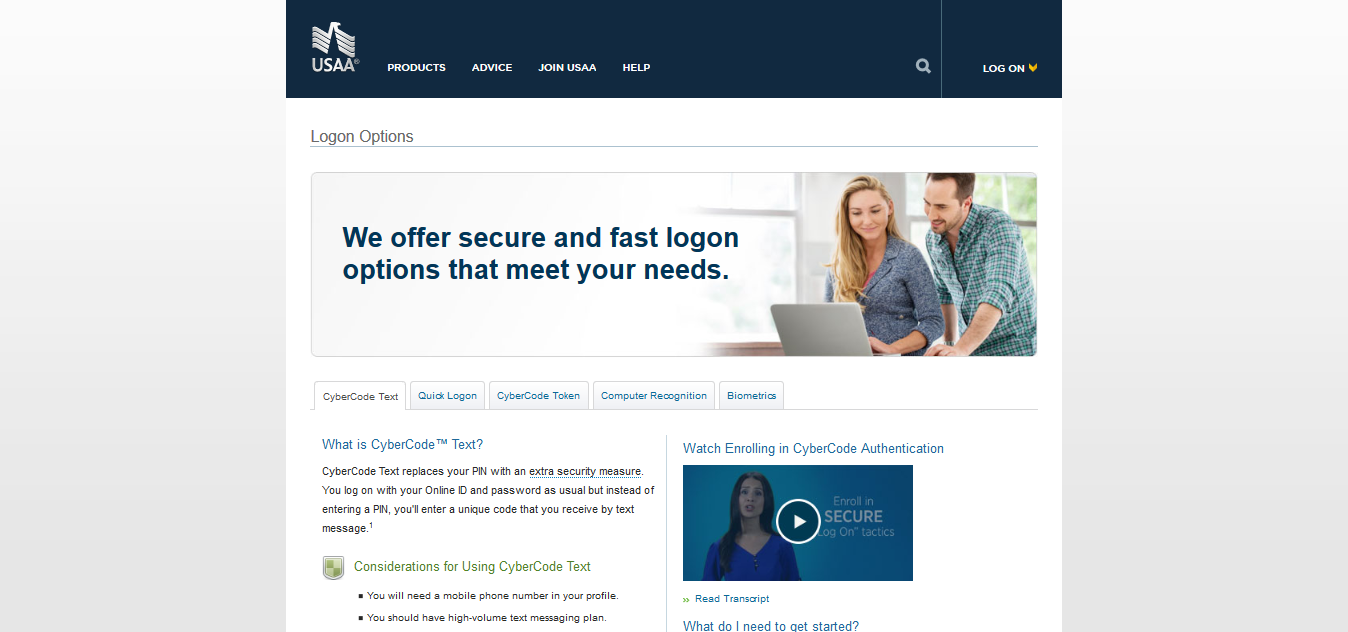 USAA®
PRODUCTS
ADVICE
JOIN USAA
HELP
LOG ON
Logon Options
We offer secure and fast logon
options that meet your needs.
CyberCode Text
Quick Logon
CyberCode Token
Computer Recognition
Biometrics
What is CyberCode™ Text?
CyberCode Text replaces your PIN with an extra security measure.
You log on with your Online ID and password as usual but instead of
entering a PIN, you'll enter a unique code that you receive by text
message.1
Considerations for Using CyberCode Text
You will need a mobile phone number in your profile.
You should have high-volume text messaging plan.
Watch Enrolling in CyberCode Authentication
Enroll in
SECURE
Log On™ tactics
Read Transcript
What do I need to get started?